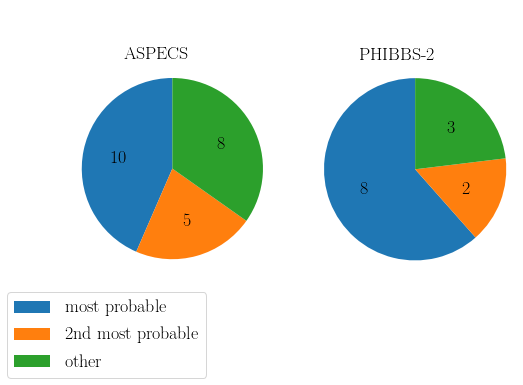 ASPECS
PHIBBS-2
10
8
5
3
8
2
most probable
2nd most probable
other